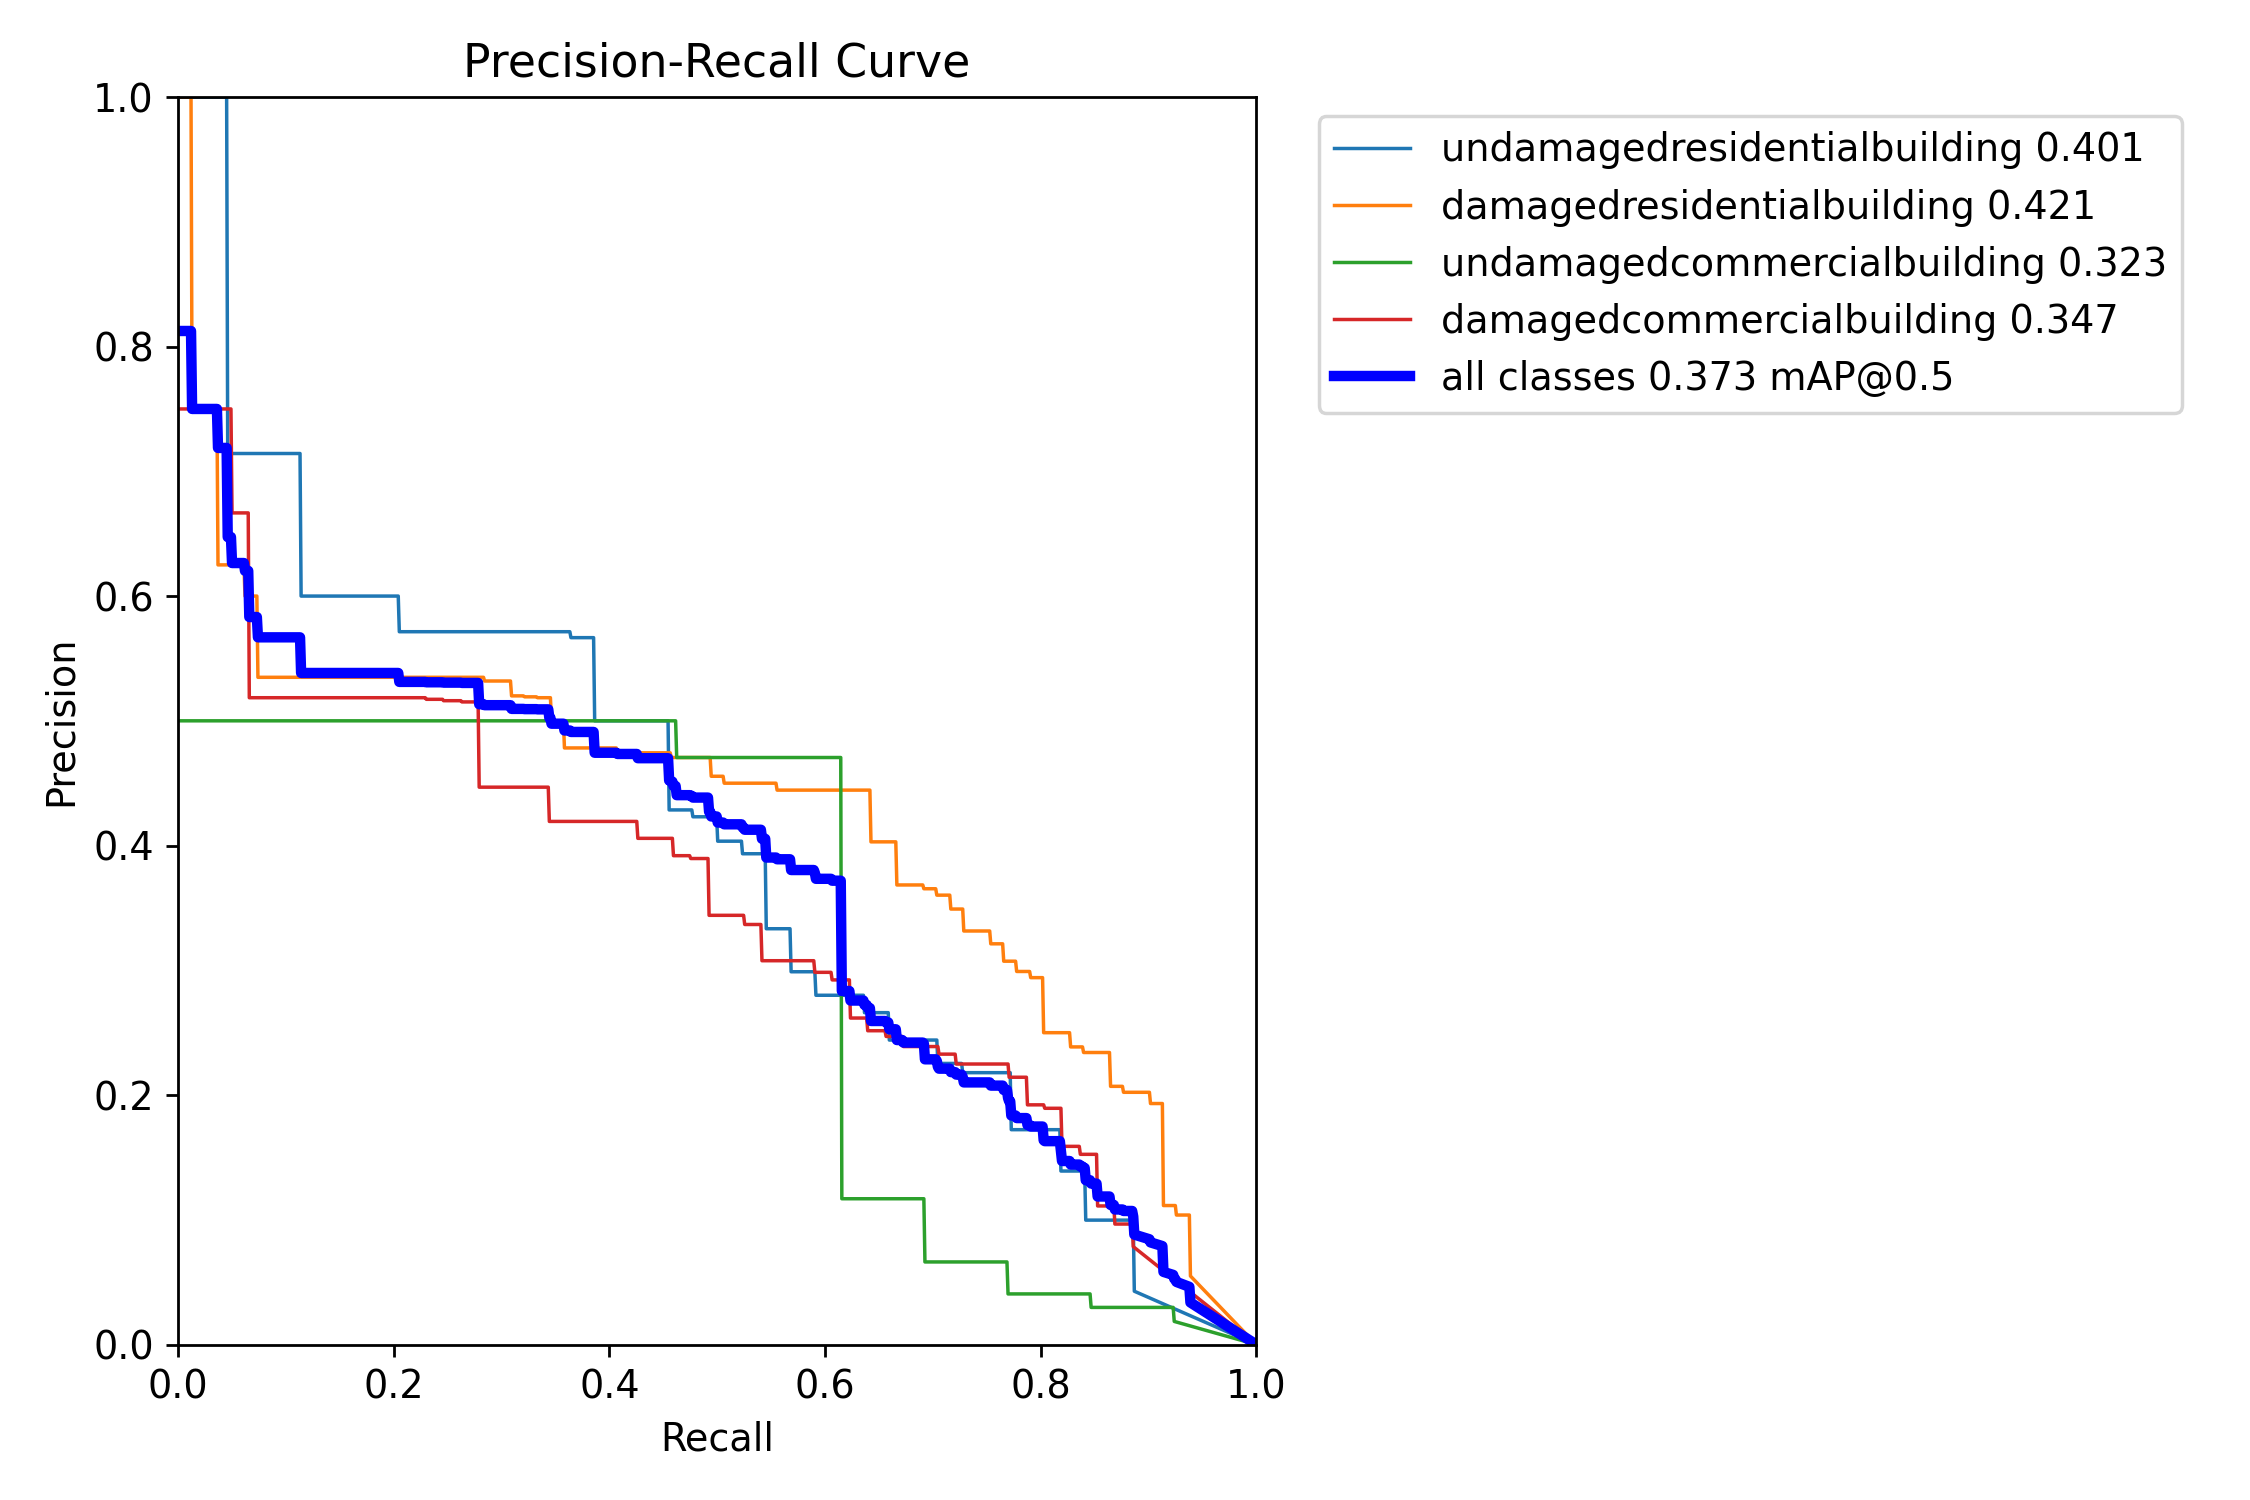 Precision-Recall Curve
1.0
0.8
0.6
0.4
0.2
0.0
Precision
0.0 0.2 0.4 0.6 0.8 1.0
Recall
undamagedresidentialbuilding 0.401
damagedresidentialbuilding 0.421
undamagedcommercialbuilding 0.323
damagedcommercialbuilding 0.347
all classes 0.373 mAP@0.5